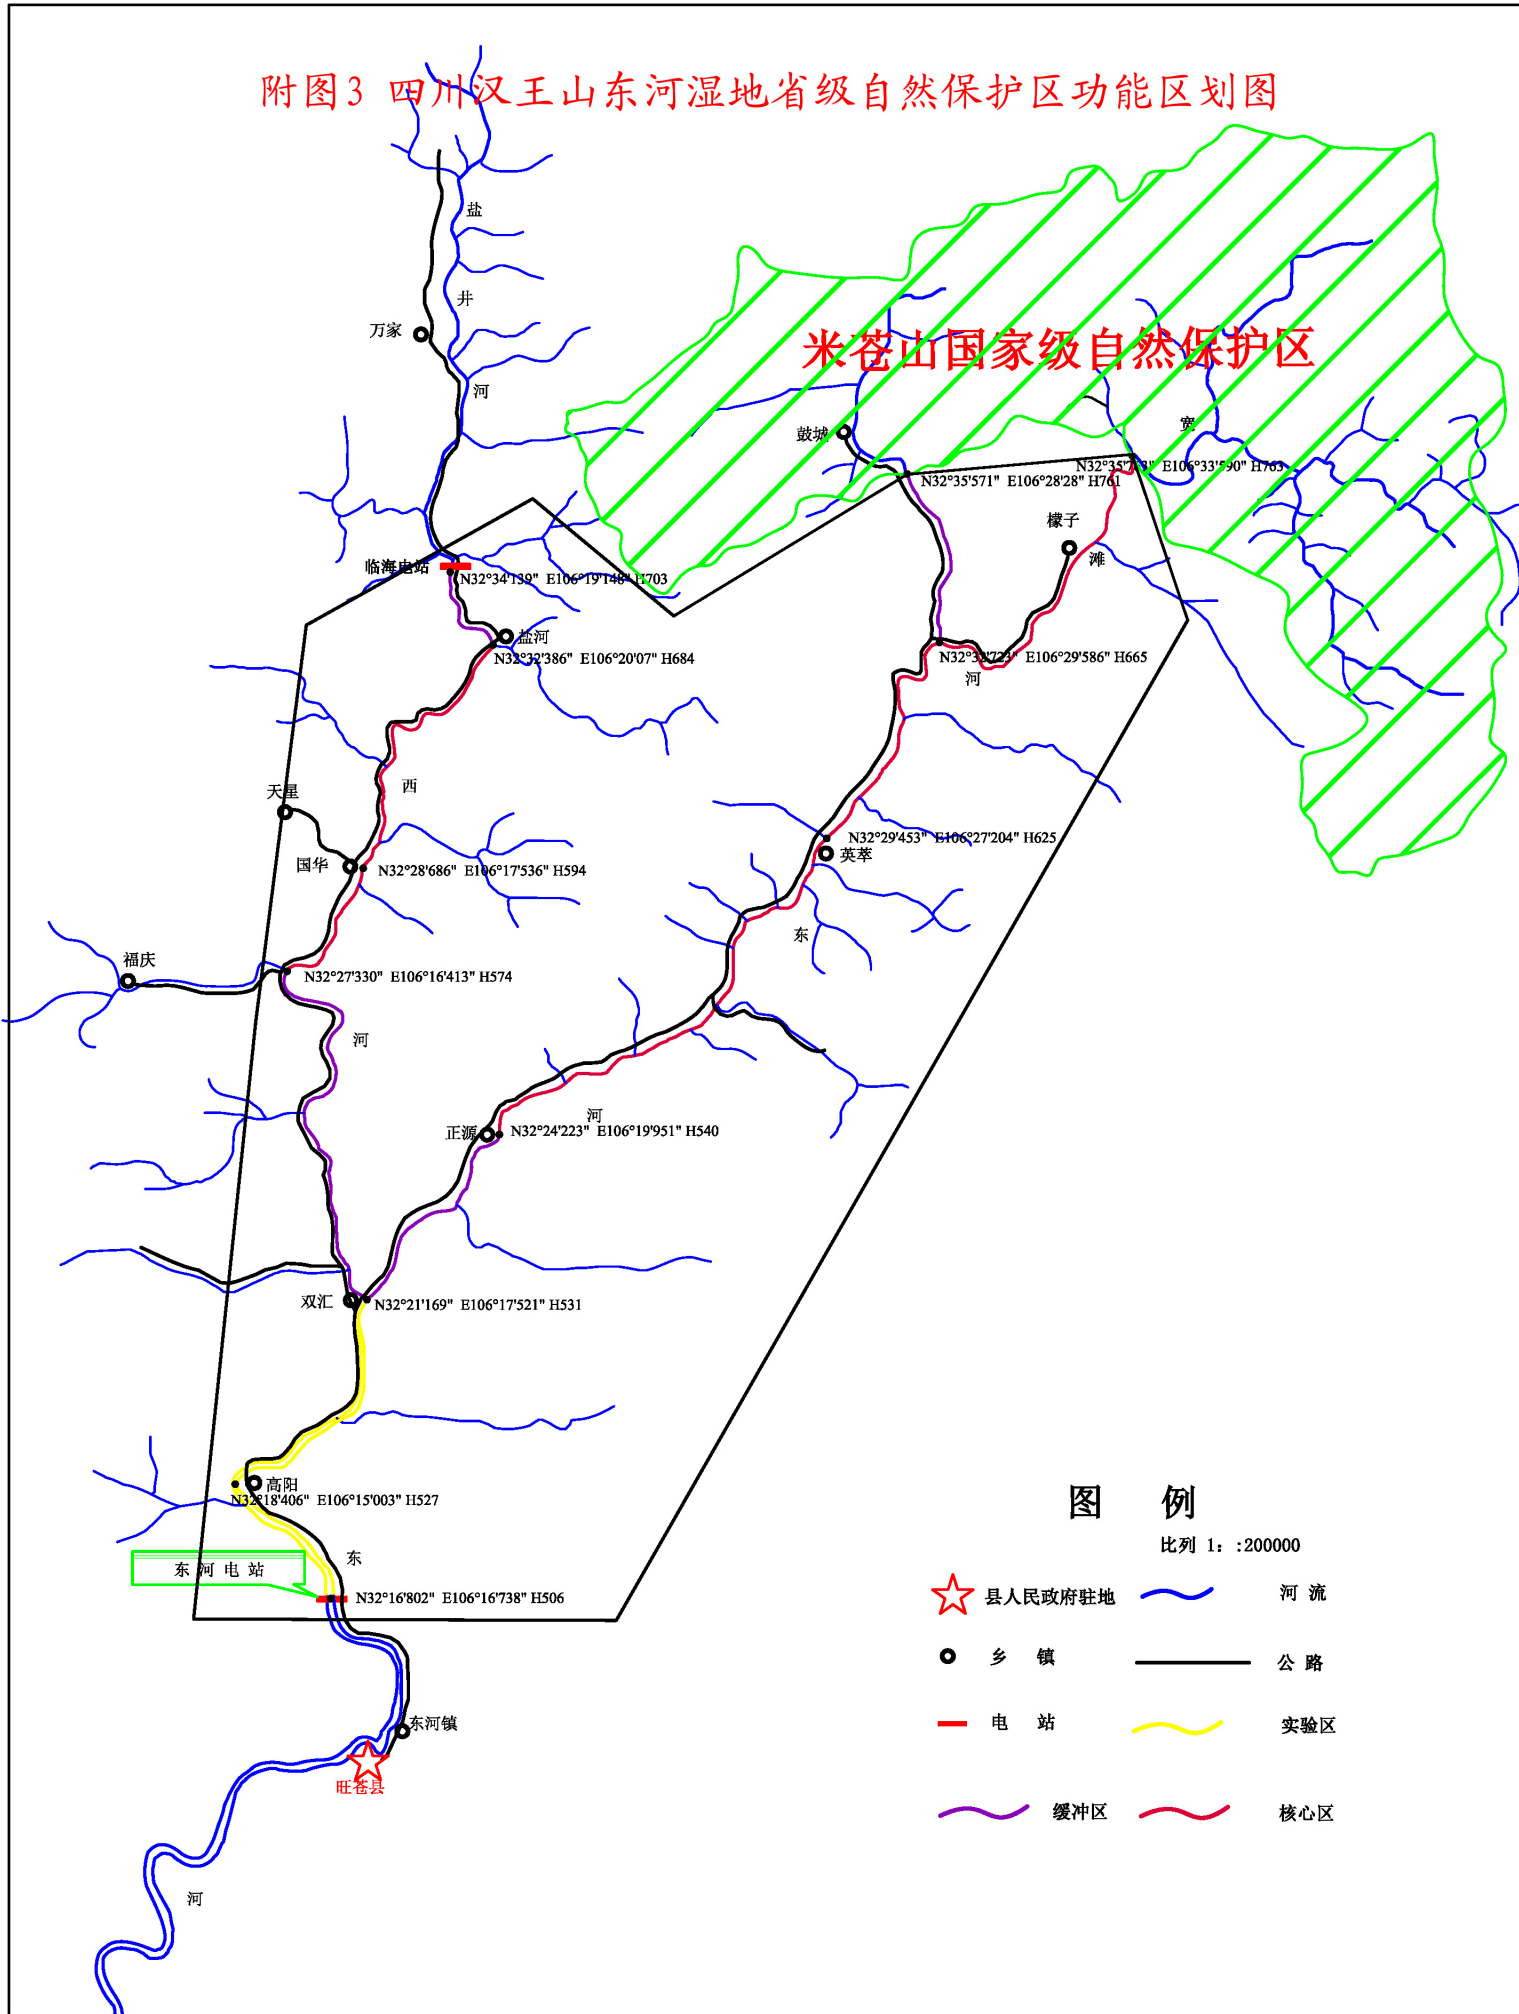 附图3 四川汉王山东河湿地省级自然保护区功能区划图
盐
井
万家
河
米苍山国家级自然保护区
鼓城
宽
N32°35'571" E106°28'28" H761
E106°33'590" H763
檬子
滩
临海电站
N32°34'139" E106°19'148" H703
盐河
N32°32'386" E106°20'07" H684
N32°32'723" E106°29'586" H665
河
西
天星
国华
N32°28'686" E106°17'536" H594
N32°29'453" E106°27'204" H625
英萃
东
福庆
N32°27'330" E106°16'413" H574
河
河
正源
N32°24'223" E106°19'951" H540
双汇
N32°21'169" E106°17'521" H531
高阳
N32°18'406" E106°15'003" H527
东河电站
东
N32°16'802" E106°16'738" H506
东河镇
旺苍县
河
图 例
比列 1：:200000
县人民政府驻地
河 流
乡 镇
公 路
电 站
实验区
缓冲区
核心区